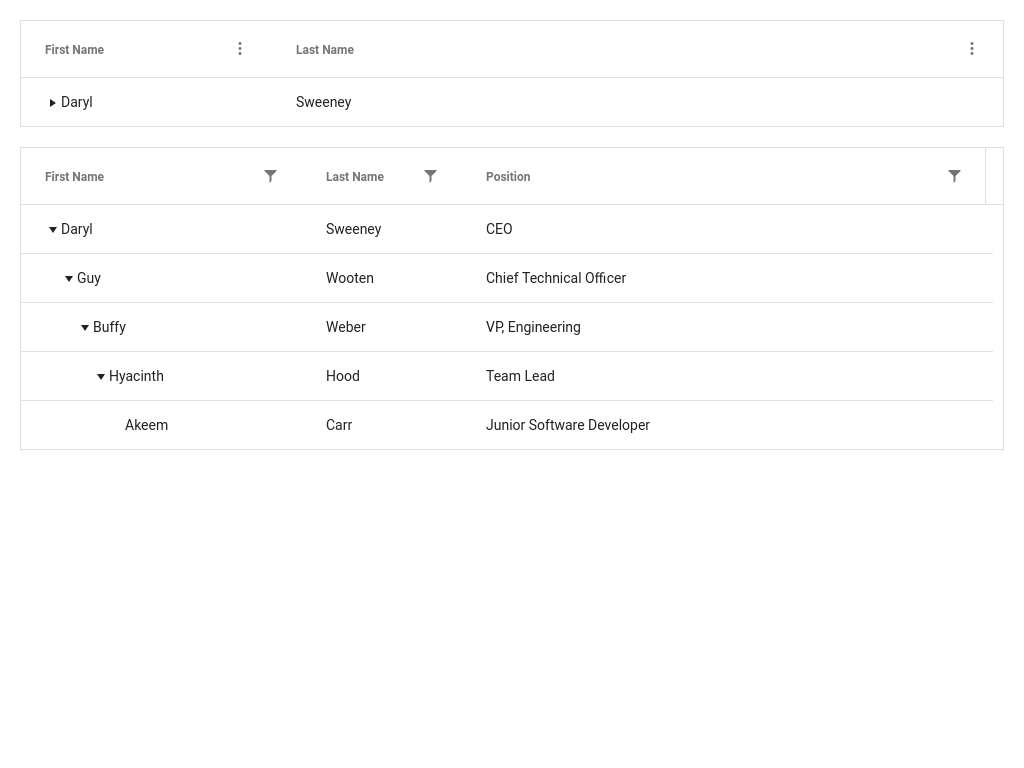 First Name Last Name
Daryl Sweeney
First Name Last Name Position
Daryl Sweeney CEO
Guy Wooten Chief Technical Officer
Buffy Weber VP, Engineering
Hyacinth Hood Team Lead
Akeem Carr Junior Software Developer